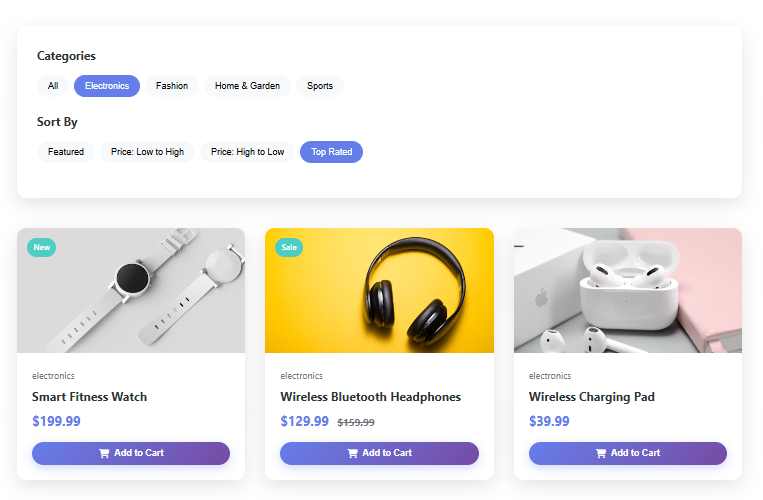 Categories
All Electronics Fashion Home & Garden Sports
Sort By
Featured Price: Low to High Price: High to Low Top Rated
New
electronics
Smart Fitness Watch
$199.99
Add to Cart
Sale
electronics
Wireless Bluetooth Headphones
$129.99 $159.99
Add to Cart
electronics
Wireless Charging Pad
$39.99
Add to Cart